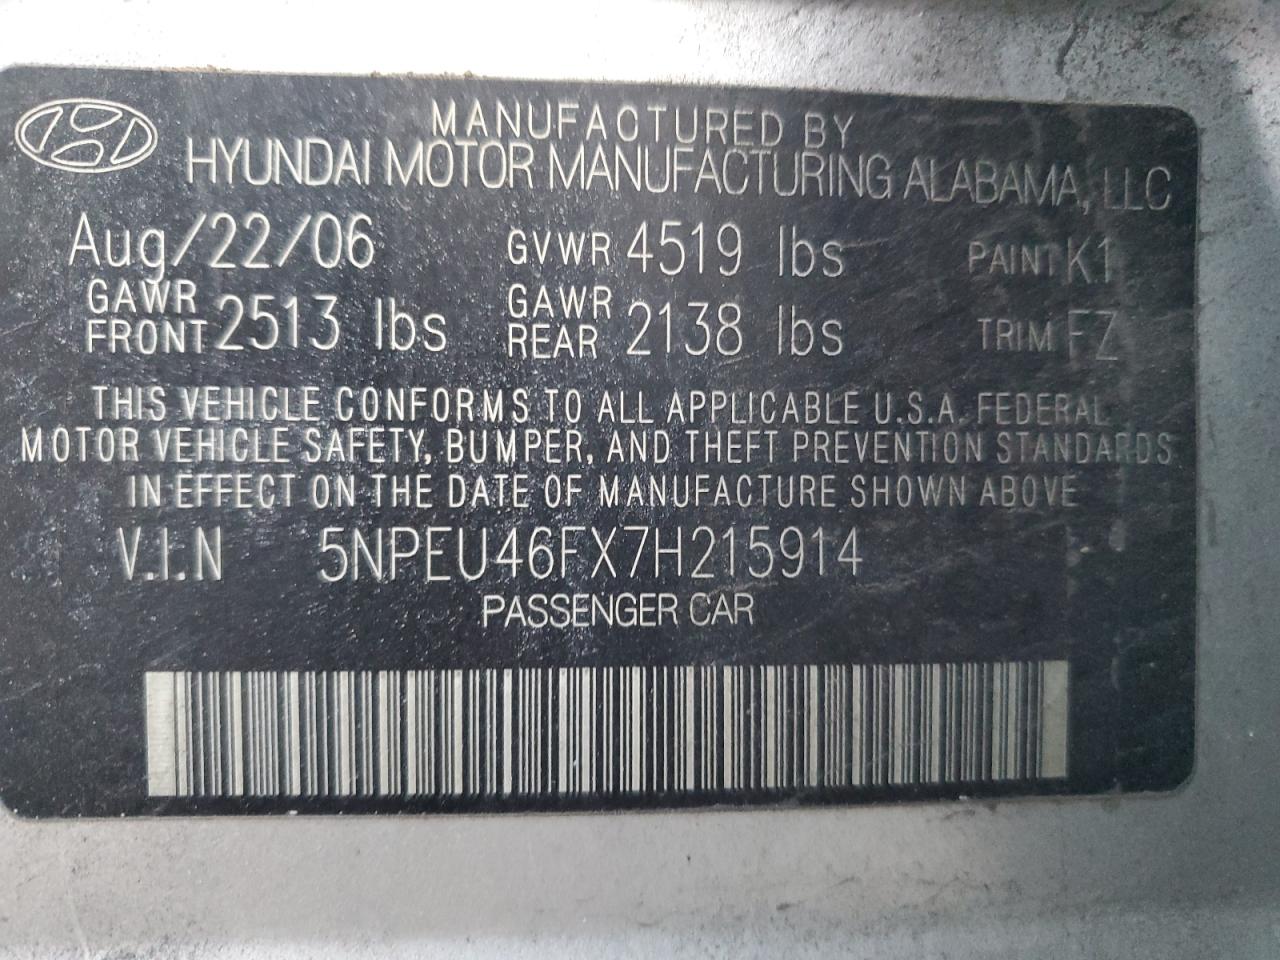 MANUFACTURED BY
HYUNDAI MOTOR MANUFACTURING ALABAMA, LLC
Aug/22/06 GVWR 4519 lbs PAINT K1
GAWR FRONT 2513 lbs GAWR REAR 2138 lbs TRIM FZ
THIS VEHICLE CONFORMS TO ALL APPLICABLE U.S.A. FEDERAL
MOTOR VEHICLE SAFETY, BUMPER, AND THEFT PREVENTION STANDARDS
IN EFFECT ON THE DATE OF MANUFACTURE SHOWN ABOVE
V.I.N 5NPEU46FX7H215914
PASSENGER CAR